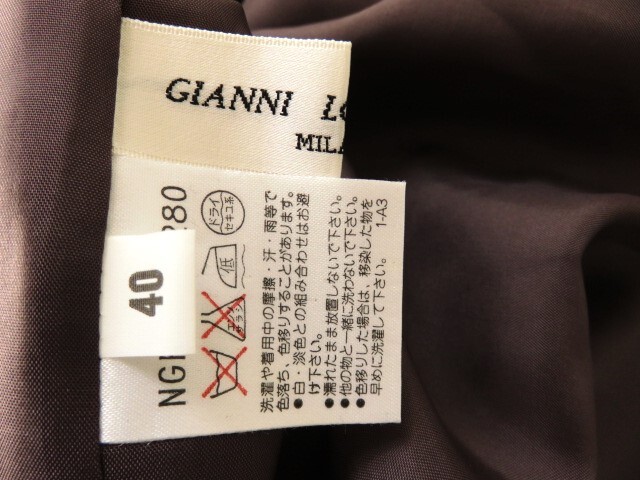 GIANNI LO
MILA
40
NG
280
ドライ
セキユ系
低
エンソ
サラシ
洗濯や着用中の摩擦・汗・雨等で
色落ち、色移りすることがあります。
●白・淡色との組み合わせはお避
け下さい。
●濡れたまま放置しないで下さい。
●他の物と一緒に洗わないで下さい。
●色移りした場合は、移染した物を
早めに洗濯して下さい。 1-A3